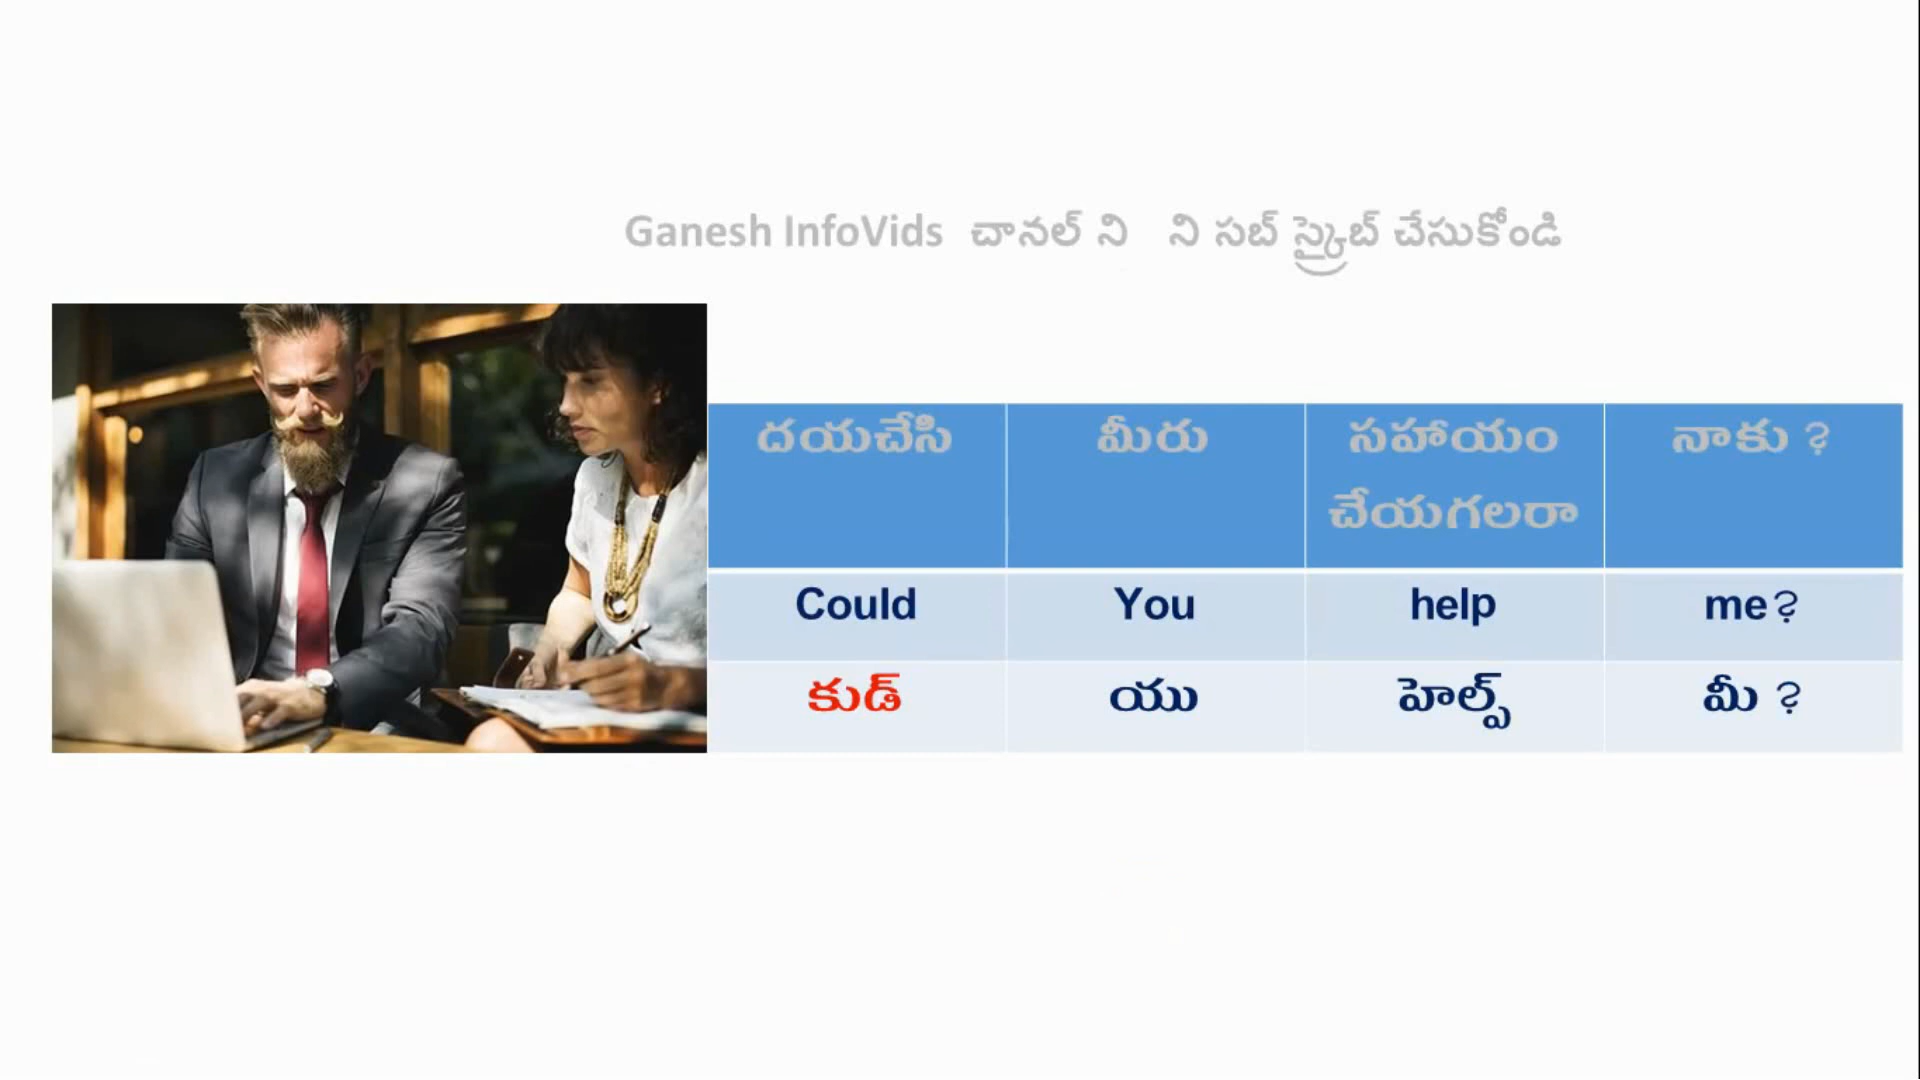 Ganesh InfoVids చానల్ ని ని సబ్ స్క్రైబ్ చేసుకోండి
దయచేసి మీరు సహాయం చేయగలరా నాకు ?
Could You help me?
కుడ్ యు హెల్ప్ మీ ?